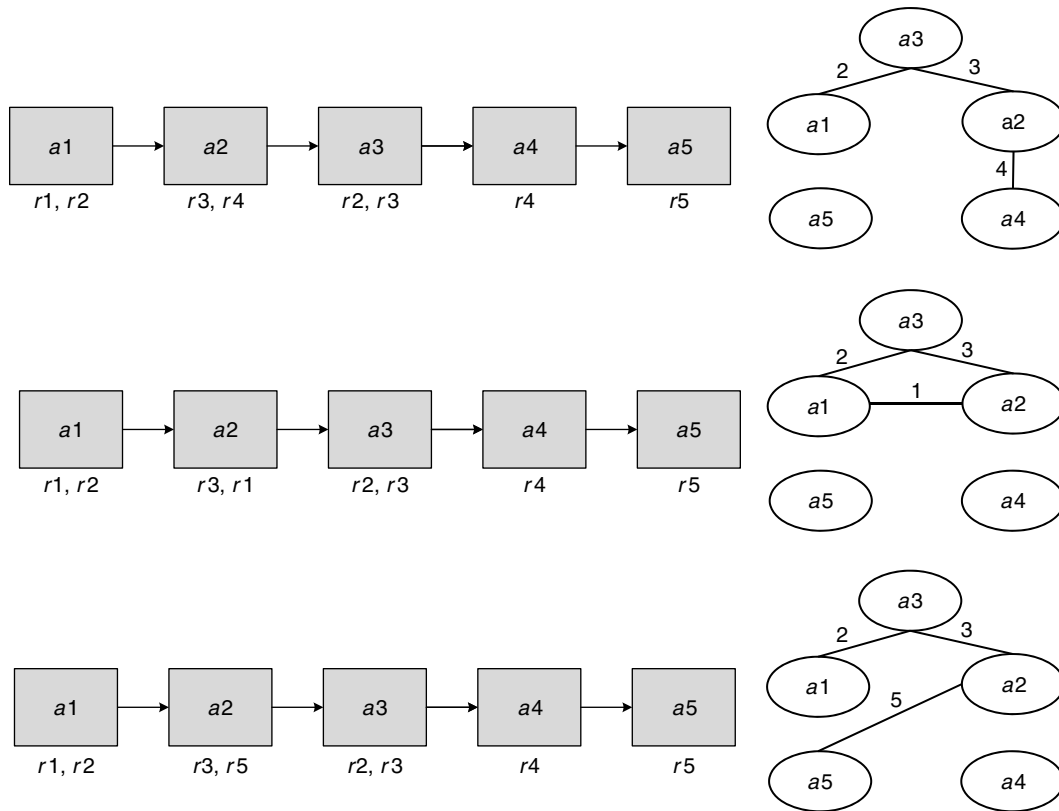 a3
2 3
a1 a2 a3 a4 a5 a1 a2
r1, r2 r3, r4 r2, r3 r4 r5
4
a5 a4
a3
2 3
1
a1 a2 a3 a4 a5 a1 a2
r1, r2 r3, r1 r2, r3 r4 r5
a5 a4
a3
2 3
a1 a2
5
a1 a2 a3 a4 a5
r1, r2 r3, r5 r2, r3 r4 r5
a5 a4